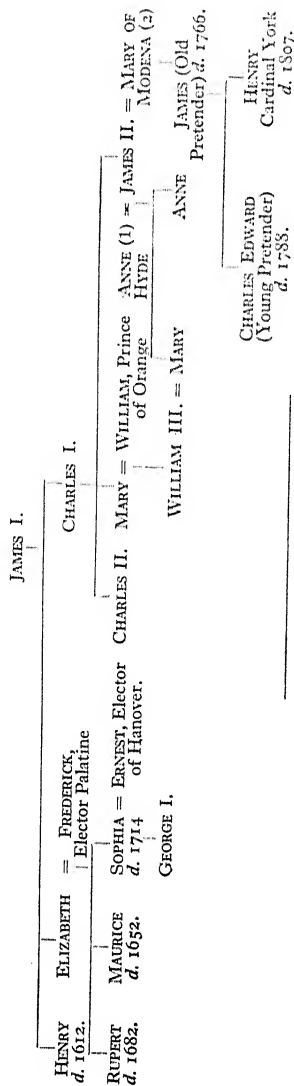 JAMES I.
HENRY
d. 1612.
ELIZABETH = FREDERICK,
Elector Palatine
CHARLES I.
RUPERT
d. 1682.
MAURICE
d. 1652.
SOPHIA = ERNEST, Elector
d. 1714 of Hanover.
GEORGE I.
CHARLES II.
MARY = WILLIAM, Prince
of Orange
ANNE (1) = JAMES II. = MARY OF
HYDE MODENA (2)
WILLIAM III. = MARY
ANNE
JAMES (Old
Pretender) d. 1766.
CHARLES EDWARD
(Young Pretender)
d. 1788.
HENRY
Cardinal York
d. 1807.